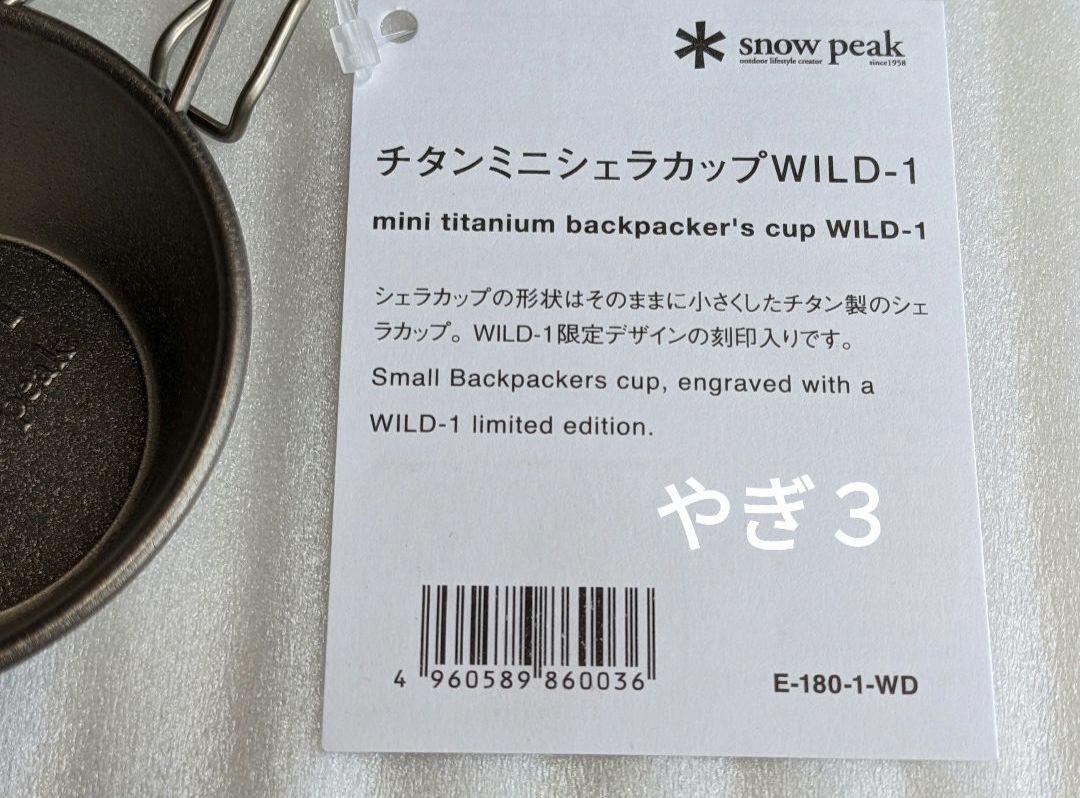 snow peak
outdoor lifestyle creator
since1958
チタンミニシェラカップWILD-1
mini titanium backpacker's cup WILD-1
シェラカップの形状はそのままに小さくしたチタン製のシェ
ラカップ。WILD-1限定デザインの刻印入りです。
Small Backpackers cup, engraved with a
WILD-1 limited edition.
やぎ３
4 960589 860036
E-180-1-WD
peak